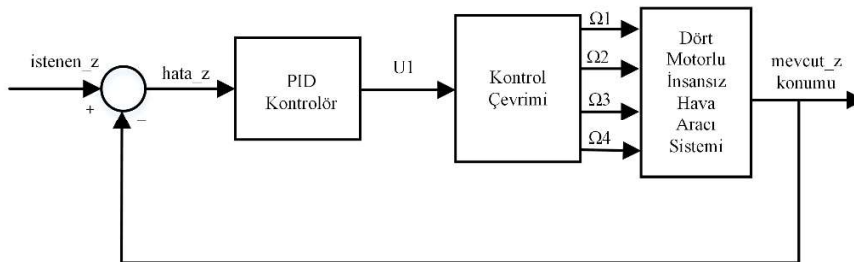 istenen_z
+
_
hata_z
PID
Kontrolör
U1
Kontrol
Çevrimi
Ω1
Ω2
Ω3
Ω4
Dört
Motorlu
İnsansız
Hava
Aracı
Sistemi
mevcut_z
konumu